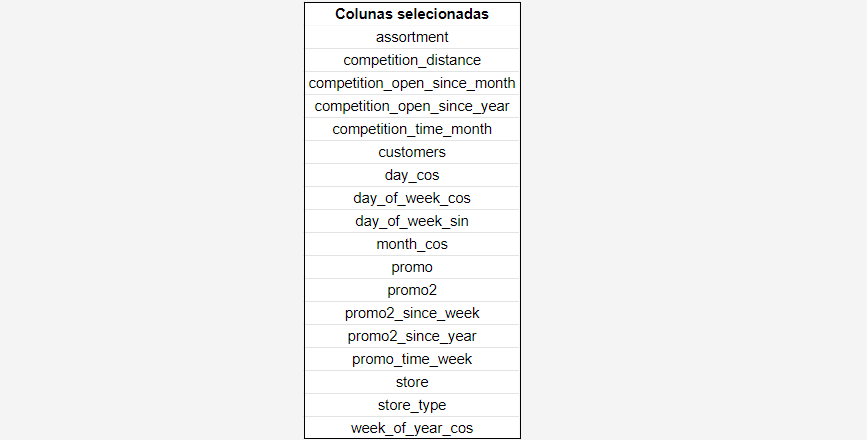 Colunas selecionadas
assortment
competition_distance
competition_open_since_month
competition_open_since_year
competition_time_month
customers
day_cos
day_of_week_cos
day_of_week_sin
month_cos
promo
promo2
promo2_since_week
promo2_since_year
promo_time_week
store
store_type
week_of_year_cos